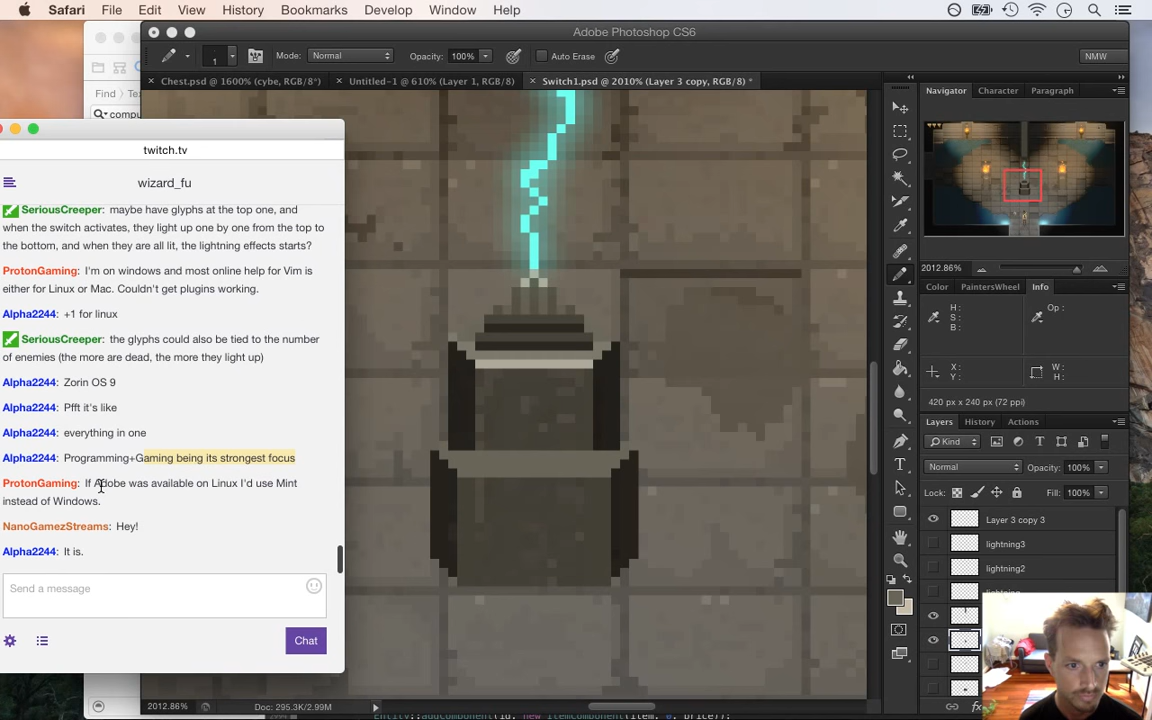 Safari File Edit View History Bookmarks Develop Window Help
Adobe Photoshop CS6
1 Mode: Normal Opacity: 100% Auto Erase NMW
Chest.psd @ 1600% (cybe, RGB/8*) Untitled-1 @ 610% (Layer 1, RGB/8) Switch1.psd @ 2010% (Layer 3 copy, RGB/8) *
Find
compu
twitch.tv
wizard_fu
SeriousCreeper: maybe have glyphs at the top one, and
when the switch activates, they light up one by one from the top to
the bottom, and when they are all lit, the lightning effects starts?
ProtonGaming: I'm on windows and most online help for Vim is
either for Linux or Mac. Couldn't get plugins working.
Alpha2244: +1 for linux
SeriousCreeper: the glyphs could also be tied to the number
of enemies (the more are dead, the more they light up)
Alpha2244: Zorin OS 9
Alpha2244: Pfft it's like
Alpha2244: everything in one
Alpha2244: Programming+Gaming being its strongest focus
ProtonGaming: If Adobe was available on Linux I'd use Mint
instead of Windows.
NanoGamezStreams: Hey!
Alpha2244: It is.
Send a message
Chat
Navigator Character Paragraph
2012.86%
Color PaintersWheel Info
H:
S:
B:
Op:
X:
Y:
W:
H:
420 px x 240 px (72 ppi)
Layers History Actions
Kind
Normal Opacity: 100%
Lock: Fill: 100%
Layer 3 copy 3
lightning3
lightning2
2012.86% Doc: 295.3K/2.99M